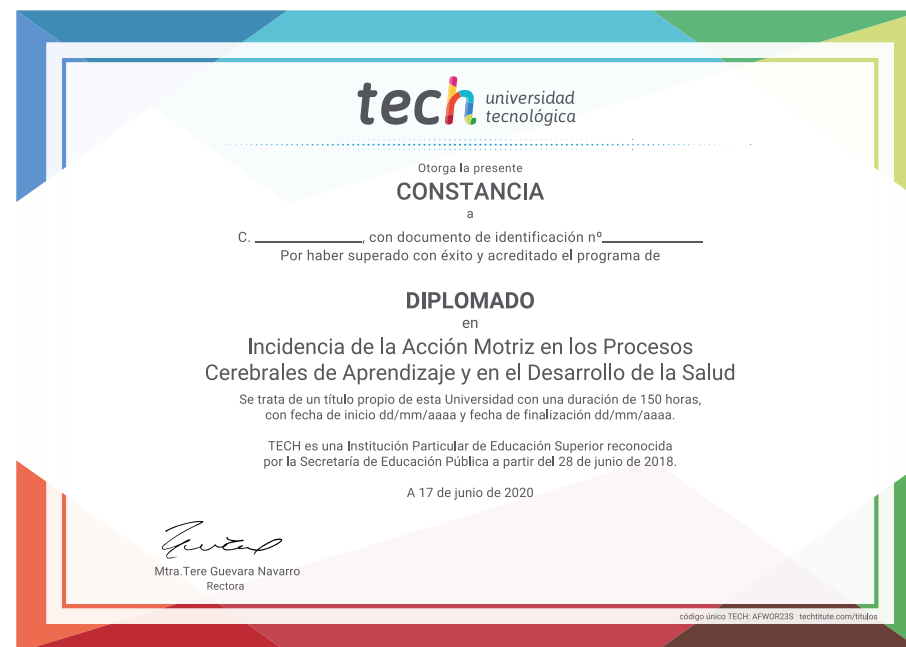 tech universidad
tecnológica
Otorga la presente
CONSTANCIA
a
C. ____________, con documento de identificación nº____________
Por haber superado con éxito y acreditado el programa de
DIPLOMADO
en
Incidencia de la Acción Motriz en los Procesos
Cerebrales de Aprendizaje y en el Desarrollo de la Salud
Se trata de un título propio de esta Universidad con una duración de 150 horas,
con fecha de inicio dd/mm/aaaa y fecha de finalización dd/mm/aaaa.
TECH es una Institución Particular de Educación Superior reconocida
por la Secretaría de Educación Pública a partir del 28 de junio de 2018.
A 17 de junio de 2020
Mtra.Tere Guevara Navarro
Rectora
código único TECH: AFWOR23S techtitute.com/titulos